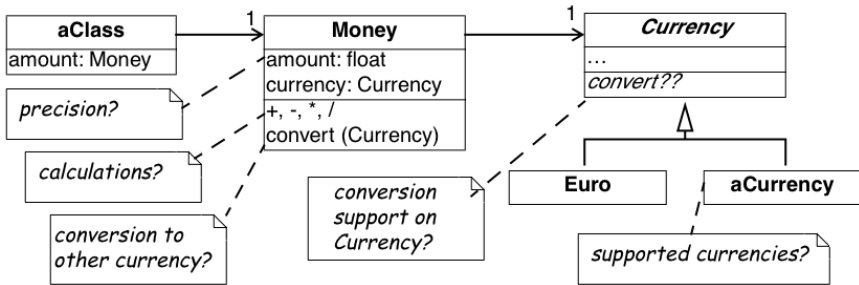 aClass
amount: Money
1
Money
amount: float
currency: Currency
+, -, *, /
convert (Currency)
1
Currency
...
convert??
precision?
calculations?
conversion to
other currency?
conversion
support on
Currency?
Euro
aCurrency
supported currencies?